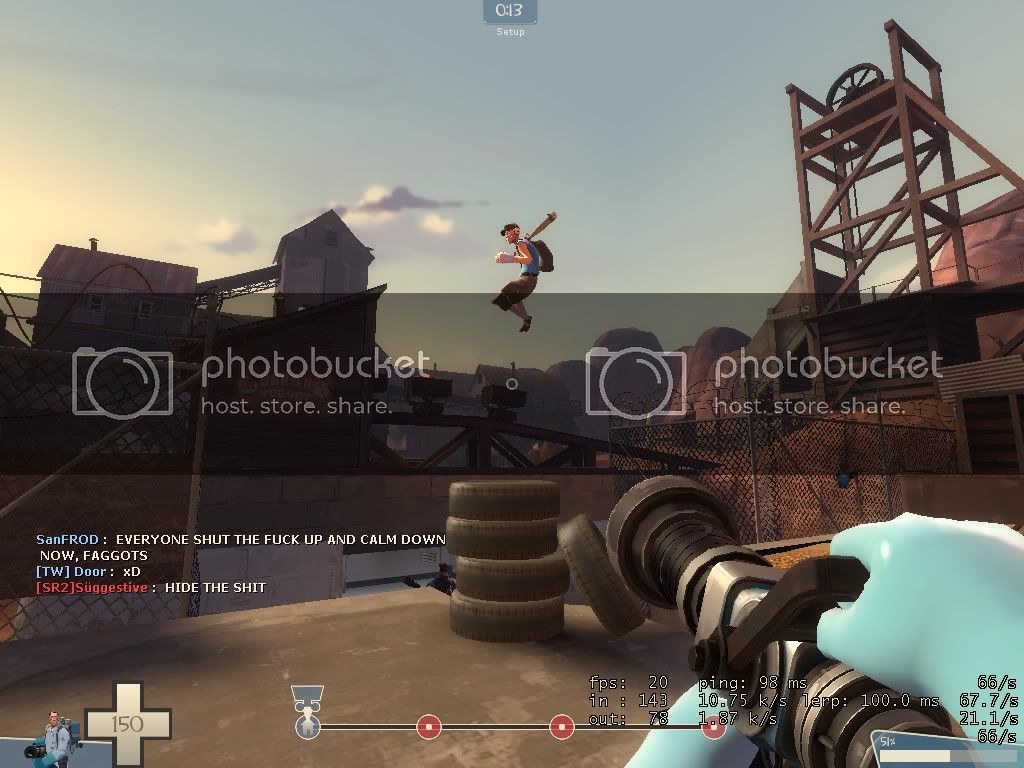 0:13
Setup
photobucket
host. store. share.
photobucket
host. store. share.
SanFROD : EVERYONE SHUT THE FUCK UP AND CALM DOWN
NOW, FAGGOTS
[TW] Door : xD
[SR2]Süggestive : HIDE THE SHIT
fps: 20 ping: 98 ms 66/s
in : 143 10.75 k/s lerp: 100.0 ms 67.7/s
out: 78 1.87 k/s 21.1/s
66/s
150
51%